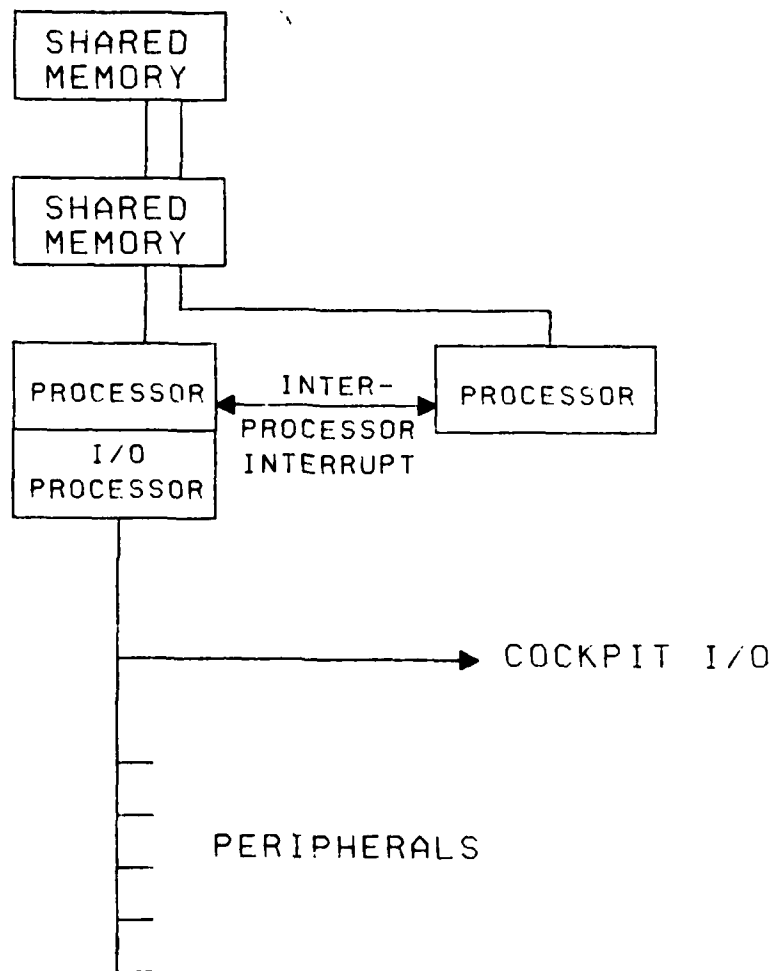 SHARED
MEMORY
SHARED
MEMORY
PROCESSOR
I/O
PROCESSOR
INTER-
PROCESSOR
INTERRUPT
PROCESSOR
COCKPIT I/O
PERIPHERALS